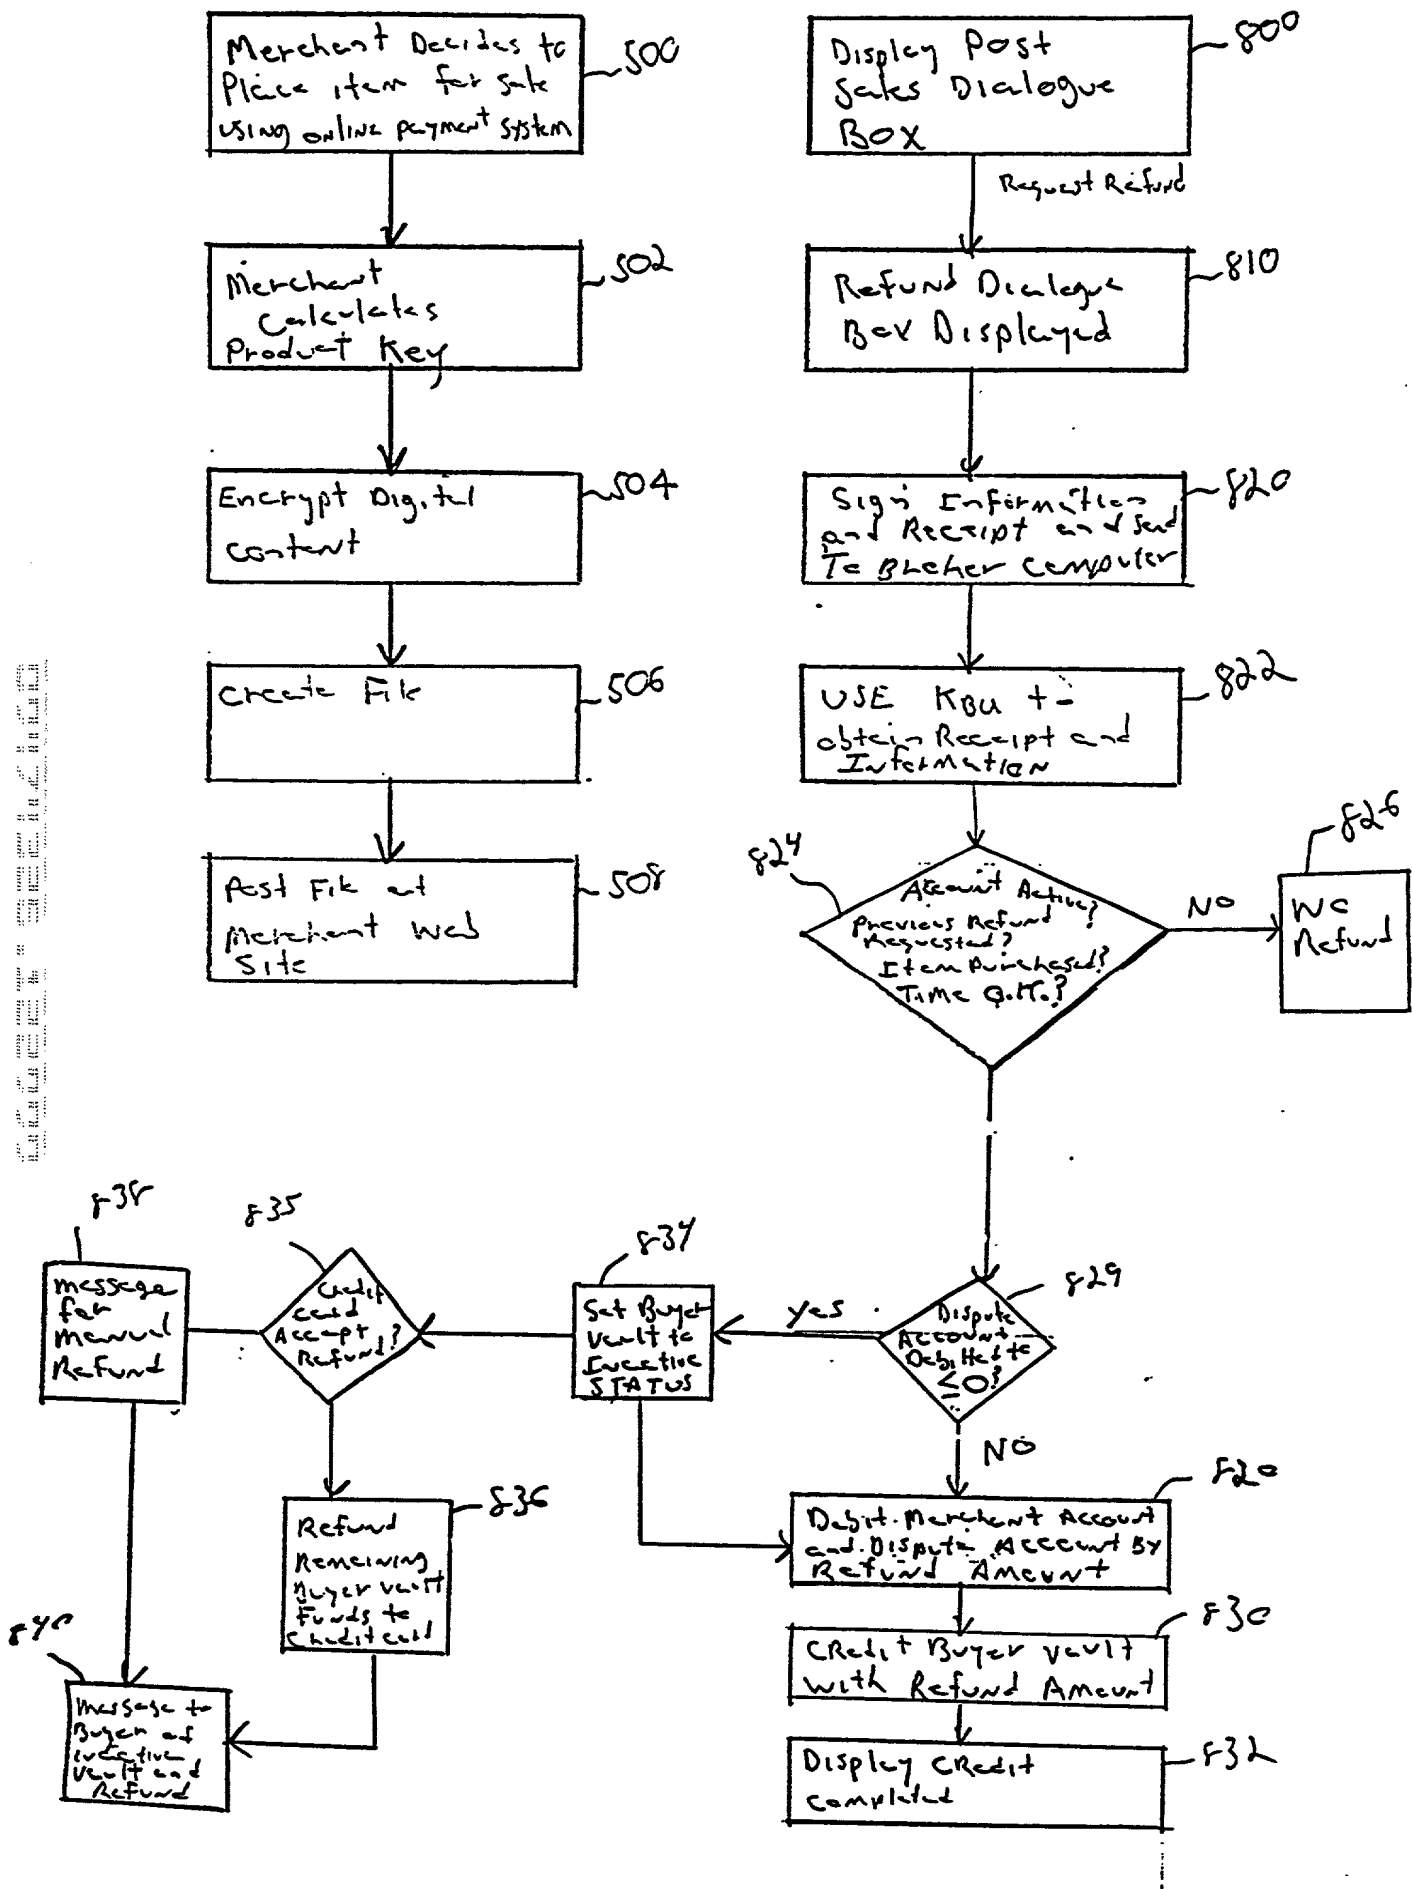 Merchant Decides to
Place item for sale
using online payment system
500
Merchant
Calculates
Product Key
502
Encrypt Digital
content
504
Create File
506
Post File at
Merchant Web
Site
508
Display Post
Sales Dialogue
Box
800
Request Refund
Refund Dialogue
Box Displayed
810
Sign Information
and Receipt and send
To Broker Computer
820
USE KBU to
obtain Receipt and
Information
822
824
Account Active?
Previous Refund
Requested?
Item Purchased?
Time O.K.?
NO
826
Refund
829
Dispute
Account
Debitted to
≤0?
yes
NO
834
Set Buyer
Vault to
Inactive
STATUS
835
Credit
Card
Accept
Refund?
838
message
for
manual
Refund
836
Refund
Remaining
Buyer vault
Funds to
Credit card
840
Message to
Buyer of
inactive
vault and
Refund
820
Debit Merchant Account
and Dispute Account By
Refund Amount
830
Credit Buyer vault
with Refund Amount
832
Display Credit
completed